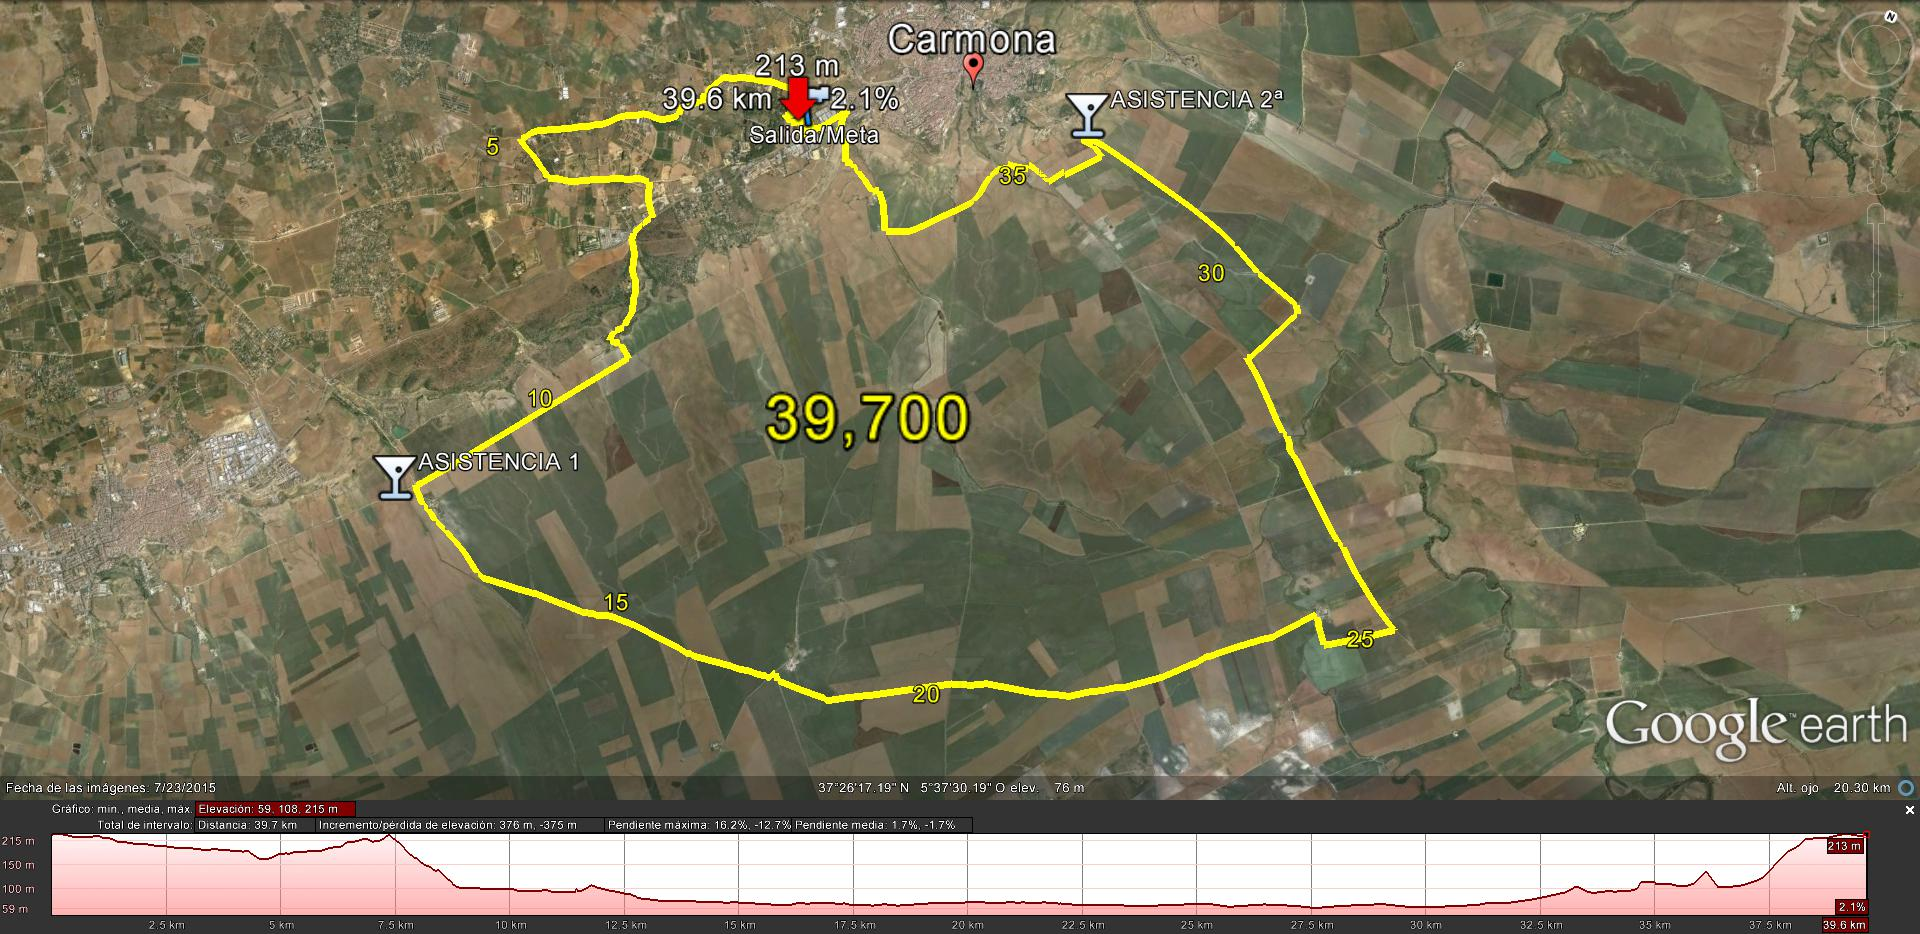 Carmona
N
213 m
39.6 km 2.1%
Salida/Meta
ASISTENCIA 2ª
5
35
30
10
39,700
ASISTENCIA 1
15
25
20
Google™ earth
Fecha de las imágenes: 7/23/2015
37°26'17.19" N 5°37'30.19" O elev. 76 m
Alt. ojo 20.30 km
Gráfico: min., media, máx. Elevación: 59, 108, 215 m
Total de intervalo: Distancia: 39.7 km Incremento/pérdida de elevación: 376 m, -375 m Pendiente máxima: 16.2%, -12.7% Pendiente media: 1.7%, -1.7%
215 m
213 m
150 m
100 m
59 m
2.1%
2.5 km 5 km 7.5 km 10 km 12.5 km 15 km 17.5 km 20 km 22.5 km 25 km 27.5 km 30 km 32.5 km 35 km 37.5 km 39.6 km